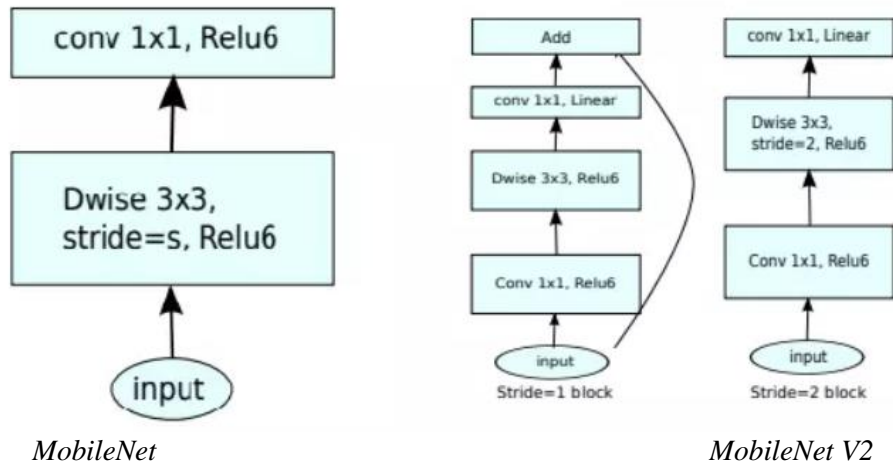 conv 1x1, Relu6
Dwise 3x3,
stride=s, Relu6
input
MobileNet
Add
conv 1x1, Linear
Dwise 3x3, Relu6
Conv 1x1, Relu6
input
Stride=1 block
conv 1x1, Linear
Dwise 3x3,
stride=2, Relu6
Conv 1x1, Relu6
input
Stride=2 block
MobileNet V2